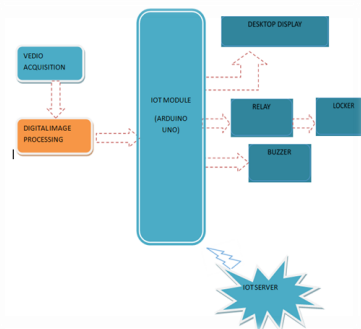 VEDIO
ACQUISITION
DIGITAL IMAGE
PROCESSING
IOT MODULE
(ARDUINO
UNO)
DESKTOP DISPLAY
RELAY
LOCKER
BUZZER
IOT SERVER